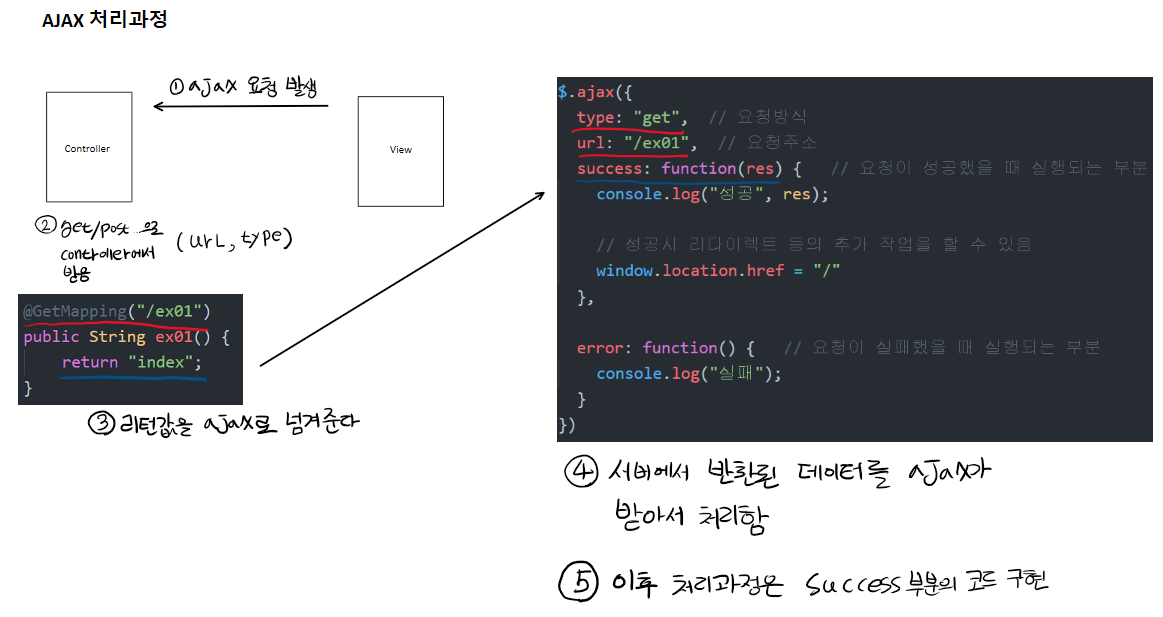 AJAX 처리과정
① ajax 요청 발생
Controller
View
② get/post 으로
controller에서
받음
(url, type)
@GetMapping("/ex01")
public String ex01() {
return "index";
}
③ 리턴값을 ajax로 넘겨준다
$.ajax({
type: "get", // 요청방식
url: "/ex01", // 요청주소
success: function(res) { // 요청이 성공했을 때 실행되는 부분
console.log("성공", res);
// 성공시 리다이렉트 등의 추가 작업을 할 수 있음
window.location.href = "/"
},
error: function() { // 요청이 실패했을 때 실행되는 부분
console.log("실패");
}
})
④ 서버에서 반환된 데이터를 ajax가
받아서 처리함
⑤ 이후 처리과정은 success 부분의 코드 구현